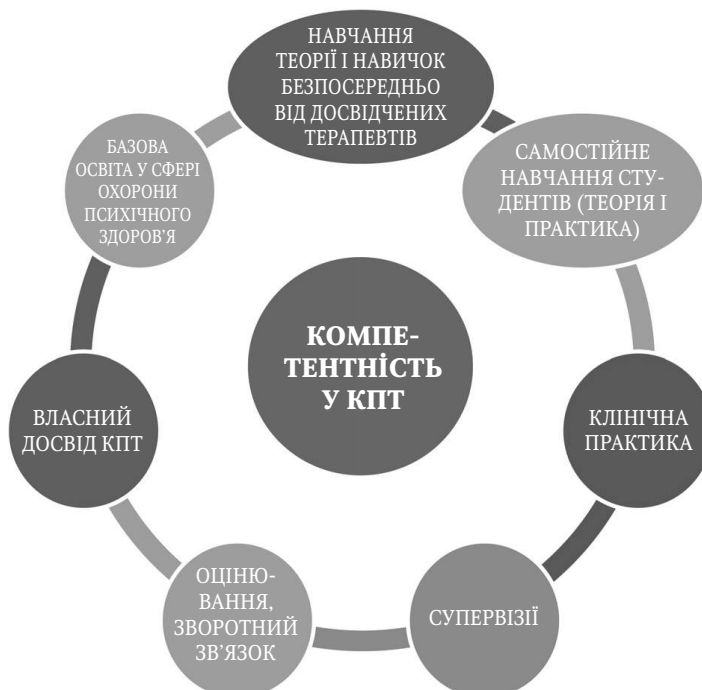 НАВЧАННЯ
ТЕОРІЇ І НАВИЧОК
БЕЗПОСЕРЕДНЬО
ВІД ДОСВІДЧЕНИХ
ТЕРАПЕВТІВ
САМОСТІЙНЕ
НАВЧАННЯ СТУ-
ДЕНТІВ (ТЕОРІЯ І
ПРАКТИКА)
КЛІНІЧНА
ПРАКТИКА
СУПЕРВІЗІЇ
ОЦІНЮ-
ВАННЯ,
ЗВОРОТНИЙ
ЗВ’ЯЗОК
ВЛАСНИЙ
ДОСВІД КПТ
БАЗОВА
ОСВІТА У СФЕРІ
ОХОРОНИ
ПСИХІЧНОГО
ЗДОРОВ’Я
КОМПЕ-
ТЕНТНІСТЬ
У КПТ